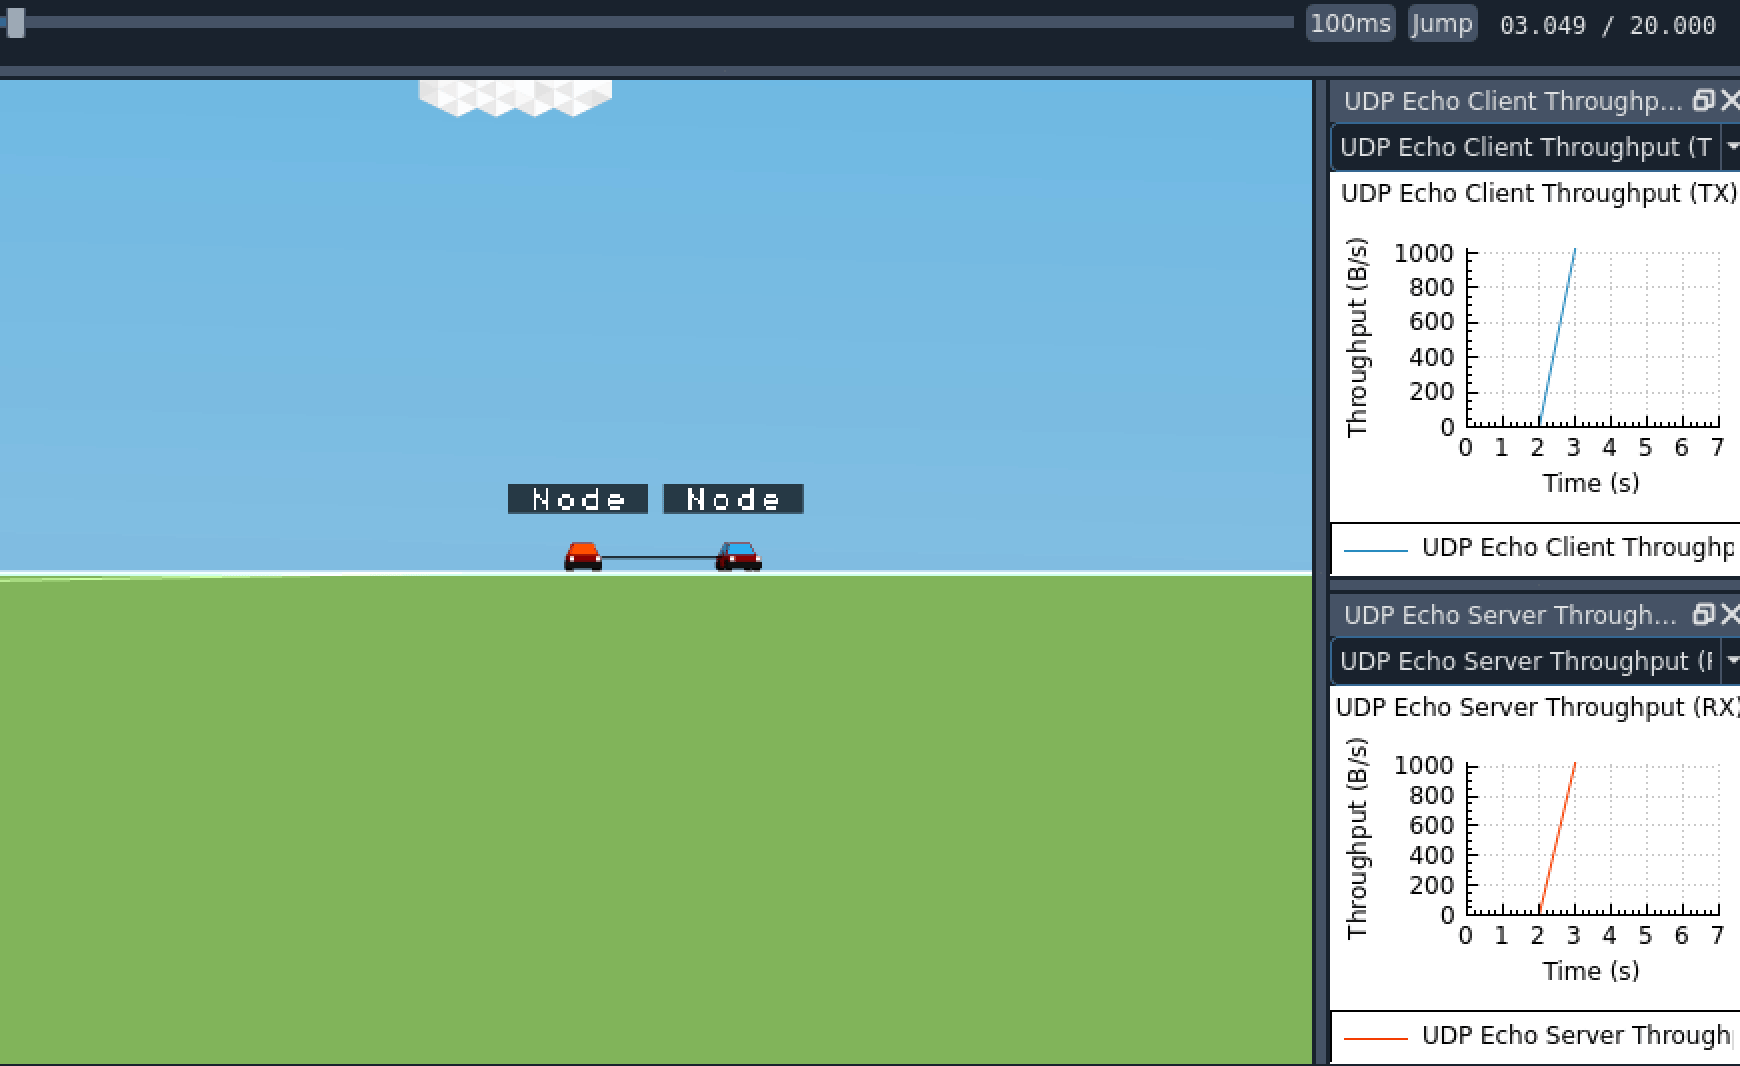 100ms Jump 03.049 / 20.000
UDP Echo Client Throughp...
UDP Echo Client Throughput (T
UDP Echo Client Throughput (TX)
Throughput (B/s)
1000
800
600
400
200
0
0 1 2 3 4 5 6 7
Time (s)
UDP Echo Client Throughp
Node Node
UDP Echo Server Through...
UDP Echo Server Throughput (F
UDP Echo Server Throughput (RX)
Throughput (B/s)
1000
800
600
400
200
0
0 1 2 3 4 5 6 7
Time (s)
UDP Echo Server Through